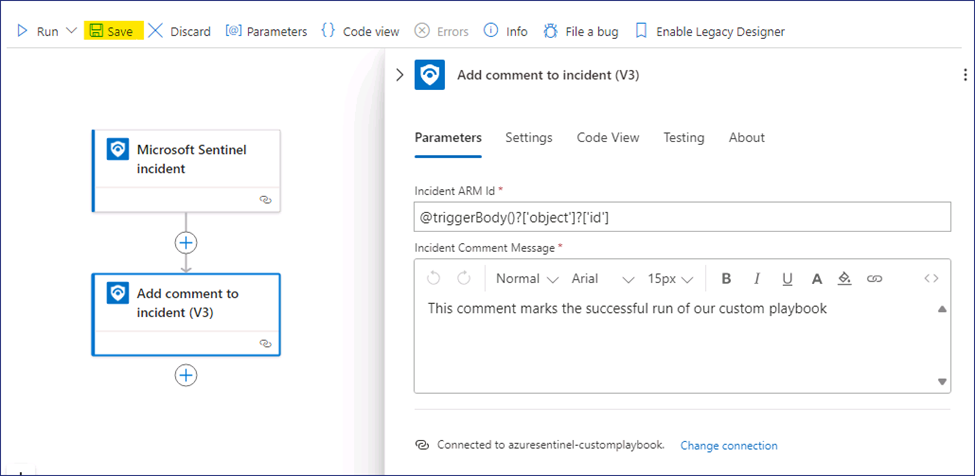 Run Save Discard [@] Parameters {} Code view Errors Info File a bug Enable Legacy Designer
Microsoft Sentinel
incident
Add comment to
incident (V3)
Add comment to incident (V3)
Parameters Settings Code View Testing About
Incident ARM Id *
@triggerBody()?['object']?['id']
Incident Comment Message *
Normal Arial 15px B I U A <>
This comment marks the successful run of our custom playbook
Connected to azuresentinel-customplaybook. Change connection